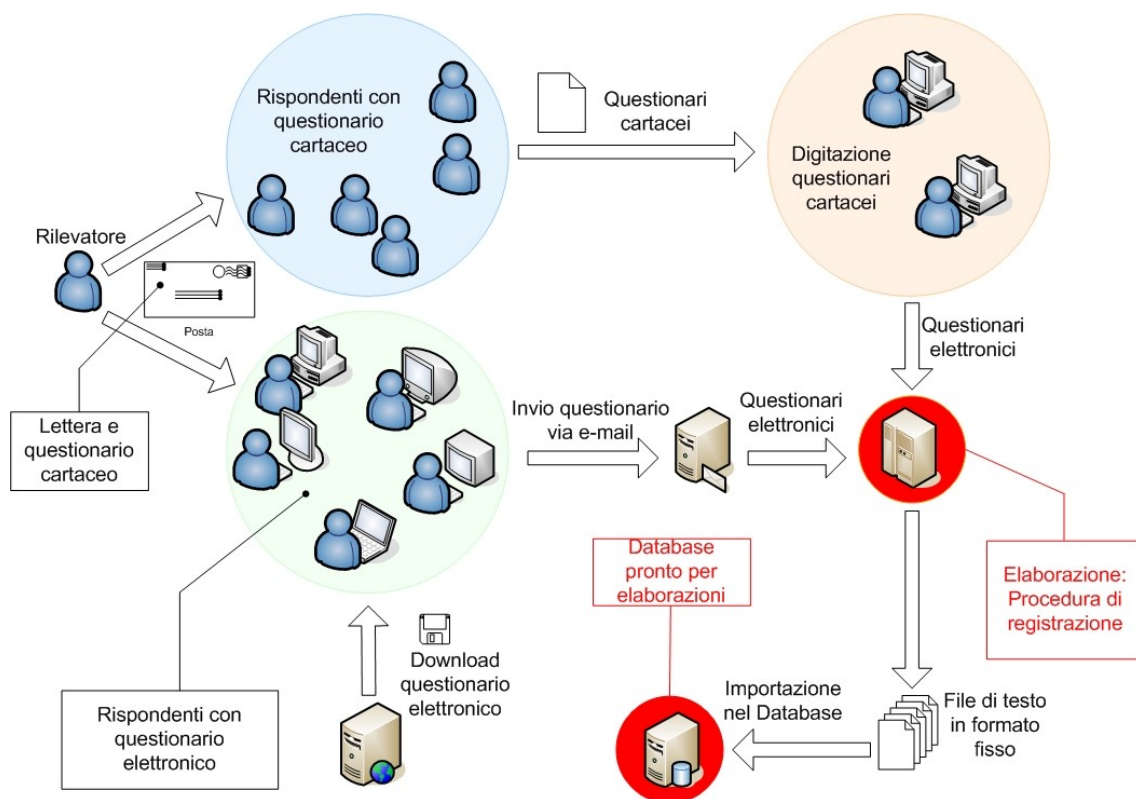 Rispondenti con
questionario
cartaceo
Questionari
cartacei
Digitazione
questionari
cartacei
Rilevatore
Posta
Lettera e
questionario
cartaceo
Questionari
elettronici
Invio questionario
via e-mail
Questionari
elettronici
Database
pronto per
elaborazioni
Elaborazione:
Procedura di
registrazione
Download
questionario
elettronico
Rispondenti con
questionario
elettronico
Importazione
nel Database
File di testo
in formato
fisso